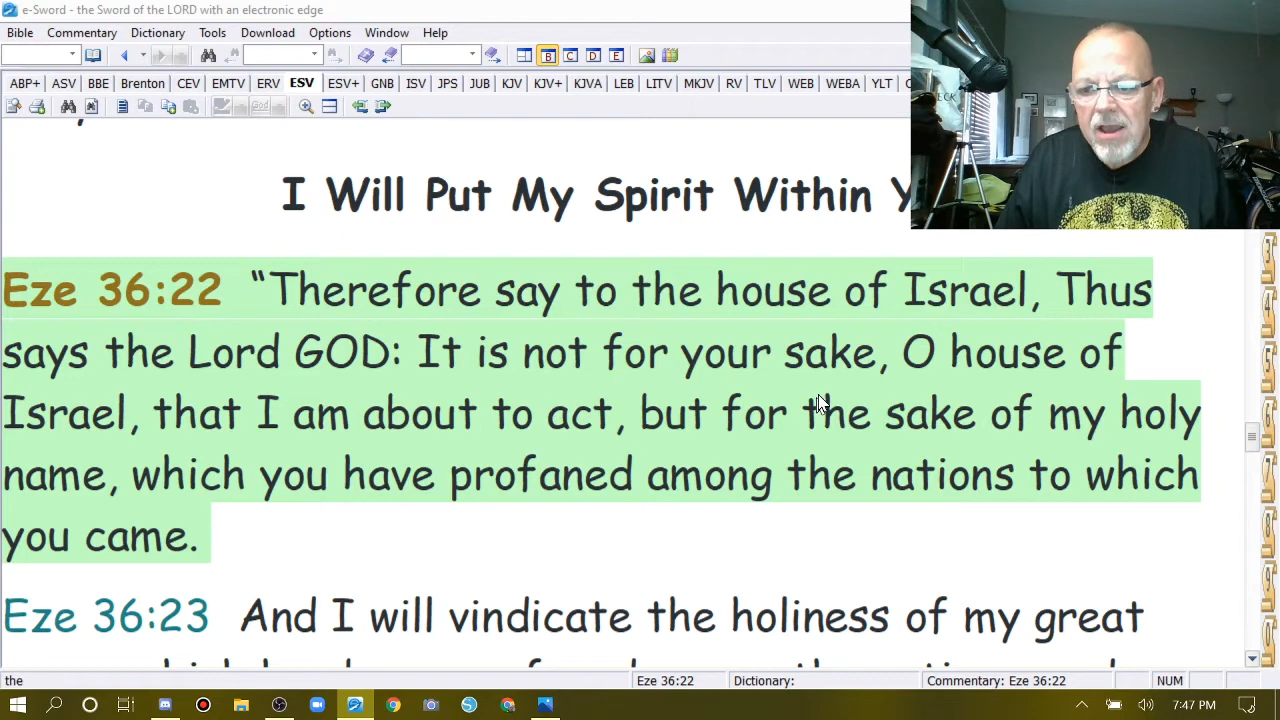 e-Sword - the Sword of the LORD with an electronic edge
Bible Commentary Dictionary Tools Download Options Window Help
B C D E
ABP+ ASV BBE Brenton CEV EMTV ERV ESV ESV+ GNB ISV JPS JUB KJV KJV+ KJVA LEB LITV MKJV RV TLV WEB WEBA YLT
I Will Put My Spirit Within
Eze 36:22 “Therefore say to the house of Israel, Thus
says the Lord GOD: It is not for your sake, O house of
Israel, that I am about to act, but for the sake of my holy
name, which you have profaned among the nations to which
you came.
Eze 36:23 And I will vindicate the holiness of my great
the Eze 36:22 Dictionary: Commentary: Eze 36:22 NUM
7:47 PM